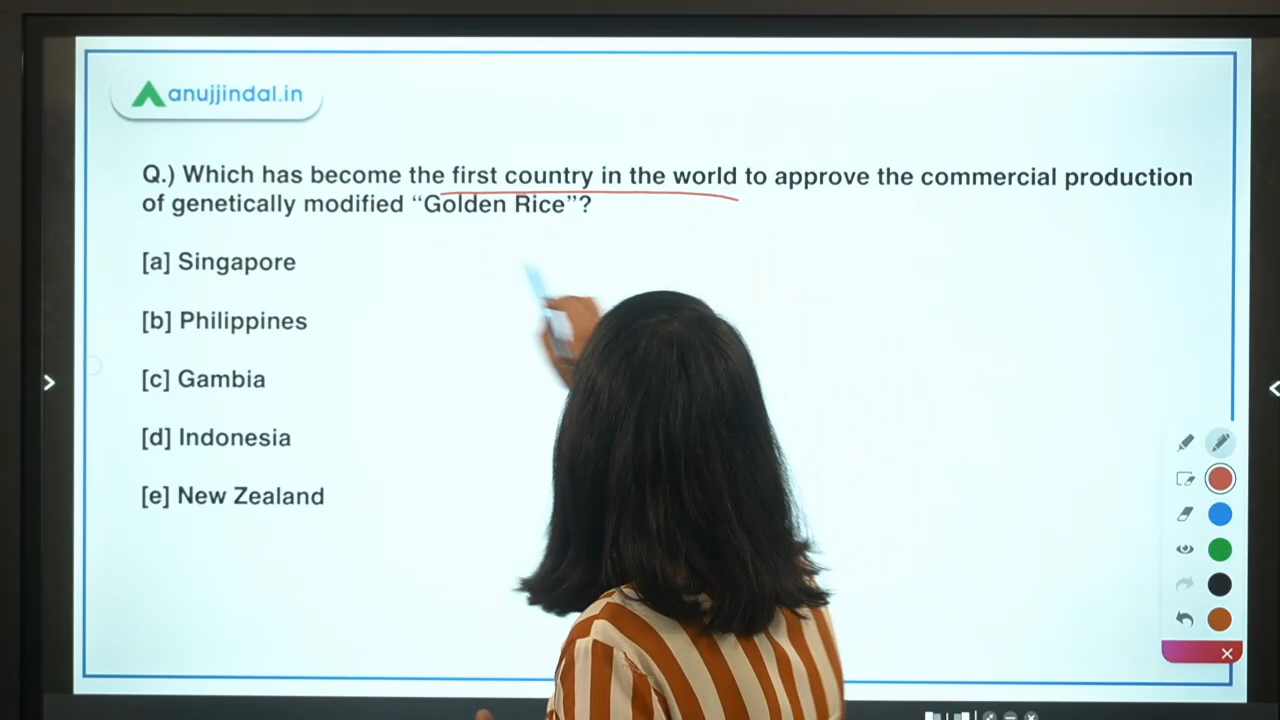 anujjindal.in
Q.) Which has become the first country in the world to approve the commercial production
of genetically modified “Golden Rice”?
[a] Singapore
[b] Philippines
[c] Gambia
[d] Indonesia
[e] New Zealand